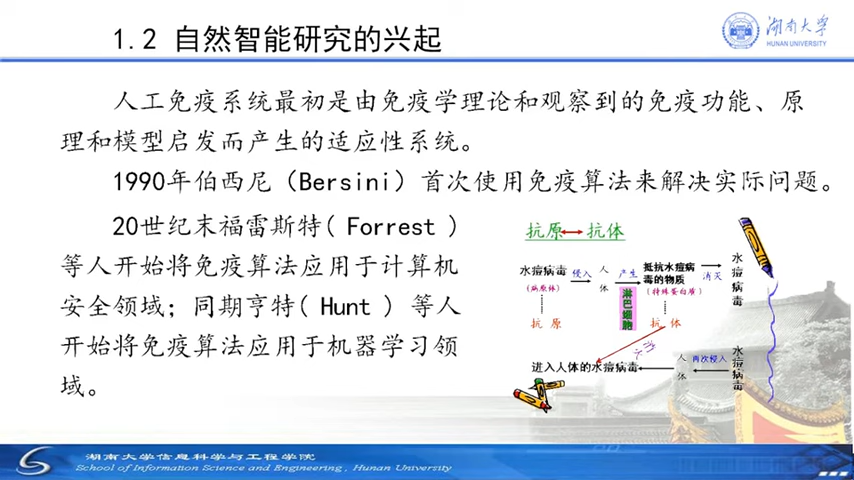 1.2 自然智能研究的兴起
湖南大学
HUNAN UNIVERSITY
人工免疫系统最初是由免疫学理论和观察到的免疫功能、原
理和模型启发而产生的适应性系统。
1990年伯西尼（Bersini）首次使用免疫算法来解决实际问题。
20世纪末福雷斯特( Forrest )
等人开始将免疫算法应用于计算机
安全领域；同期亨特( Hunt ) 等人
开始将免疫算法应用于机器学习领
域。
抗原 抗体
水痘病毒 侵入 人体 产生 抵抗水痘病毒的物质 消灭 水痘病毒
(病原体) 淋巴细胞 (特殊蛋白质)
抗 原 抗 体
消灭
进入人体的水痘病毒 人体 再次侵入 水痘病毒
湖南大学信息科学与工程学院
School of Information Science and Engineering, Hunan University